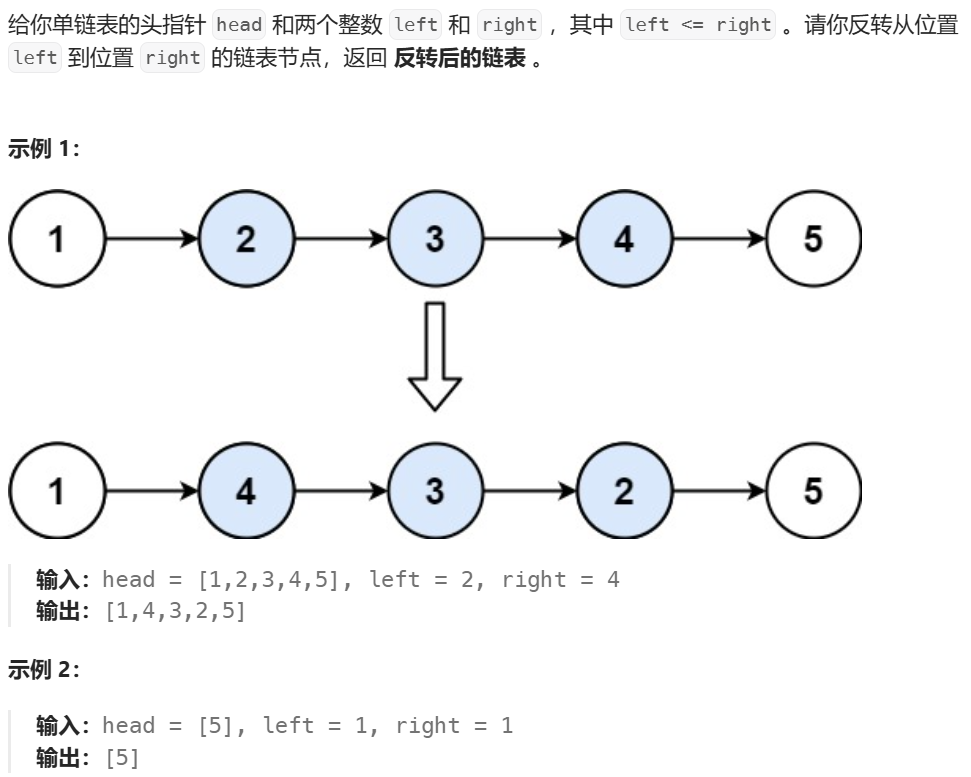 给你单链表的头指针 head 和两个整数 left 和 right ，其中 left <= right 。请你反转从位置
left 到位置 right 的链表节点，返回 反转后的链表 。
示例 1：
1 2 3 4 5
1 4 3 2 5
输入：head = [1,2,3,4,5], left = 2, right = 4
输出：[1,4,3,2,5]
示例 2：
输入：head = [5], left = 1, right = 1
输出：[5]